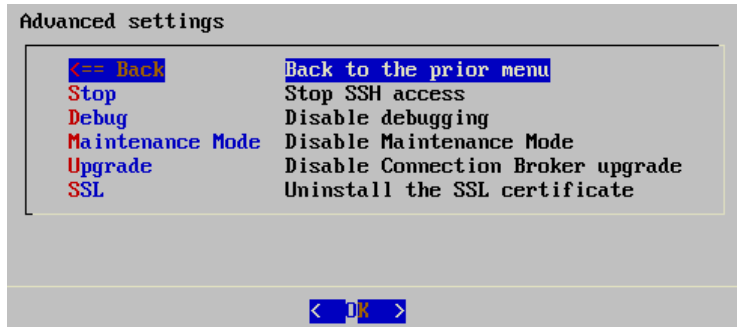 Advanced settings
<== Back Back to the prior menu
Stop Stop SSH access
Debug Disable debugging
Maintenance Mode Disable Maintenance Mode
Upgrade Disable Connection Broker upgrade
SSL Uninstall the SSL certificate
< OK >